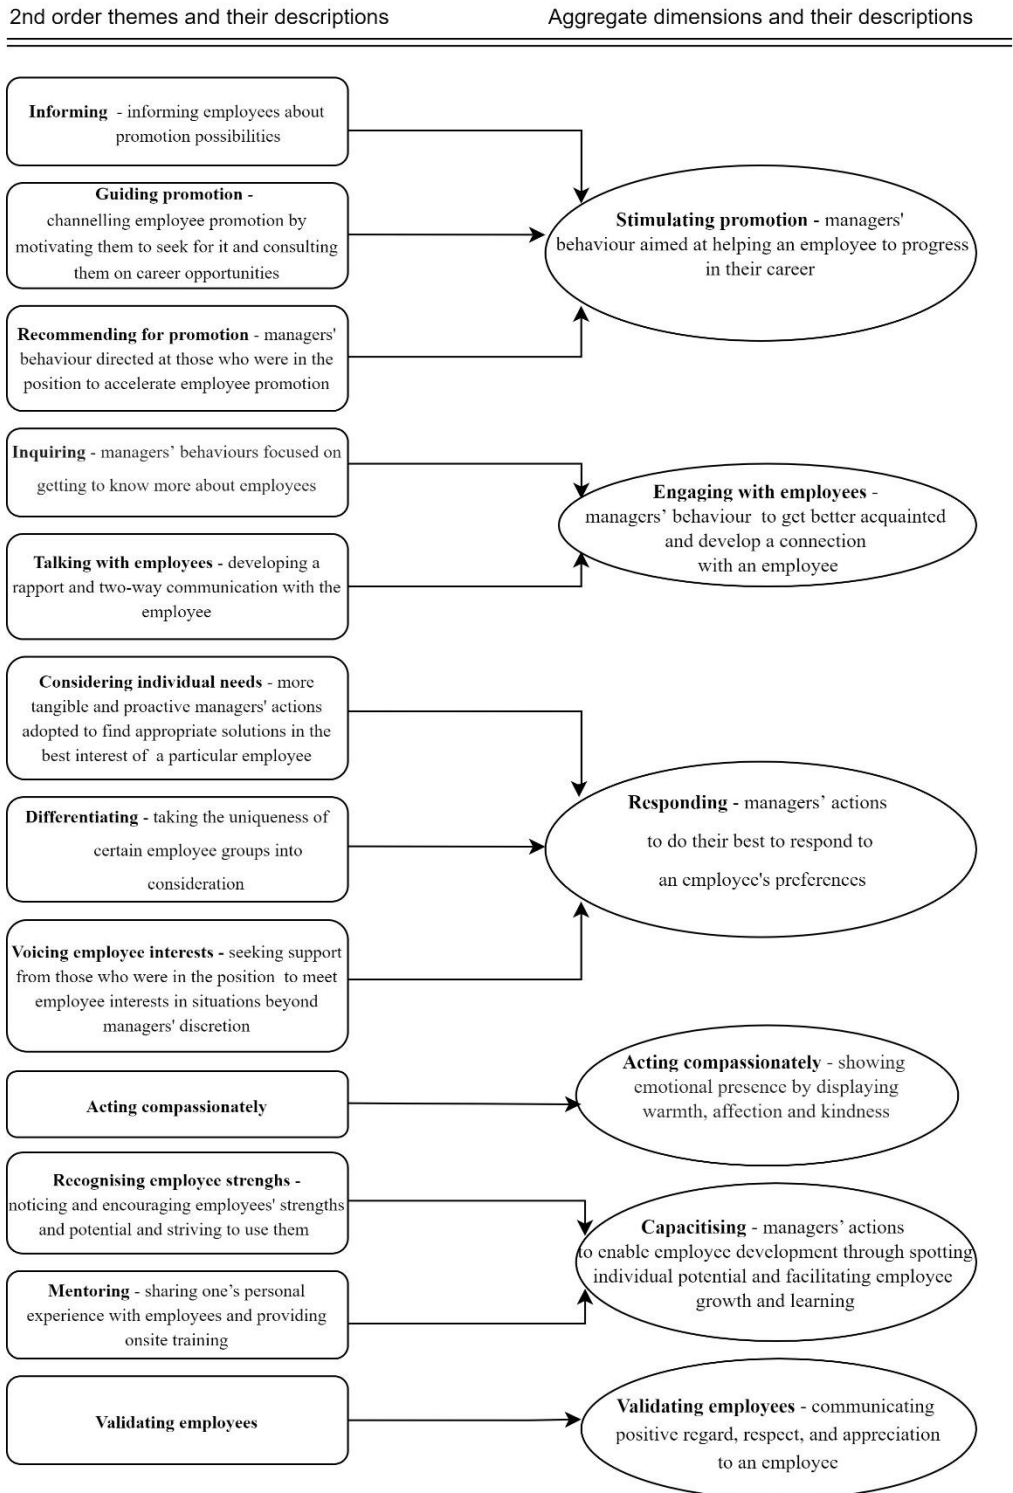 2nd order themes and their descriptions
Aggregate dimensions and their descriptions
Informing - informing employees about
promotion possibilities
Guiding promotion -
channelling employee promotion by
motivating them to seek for it and consulting
them on career opportunities
Recommending for promotion - managers'
behaviour directed at those who were in the
position to accelerate employee promotion
Stimulating promotion - managers'
behaviour aimed at helping an employee to progress
in their career
Inquiring - managers’ behaviours focused on
getting to know more about employees
Talking with employees - developing a
rapport and two-way communication with the
employee
Engaging with employees -
managers’ behaviour to get better acquainted
and develop a connection
with an employee
Considering individual needs - more
tangible and proactive managers' actions
adopted to find appropriate solutions in the
best interest of a particular employee
Differentiating - taking the uniqueness of
certain employee groups into
consideration
Voicing employee interests - seeking support
from those who were in the position to meet
employee interests in situations beyond
managers' discretion
Responding - managers’ actions
to do their best to respond to
an employee's preferences
Acting compassionately
Acting compassionately - showing
emotional presence by displaying
warmth, affection and kindness
Recognising employee strenghs -
noticing and encouraging employees' strengths
and potential and striving to use them
Mentoring - sharing one’s personal
experience with employees and providing
onsite training
Capacitising - managers’ actions
to enable employee development through spotting
individual potential and facilitating employee
growth and learning
Validating employees
Validating employees - communicating
positive regard, respect, and appreciation
to an employee